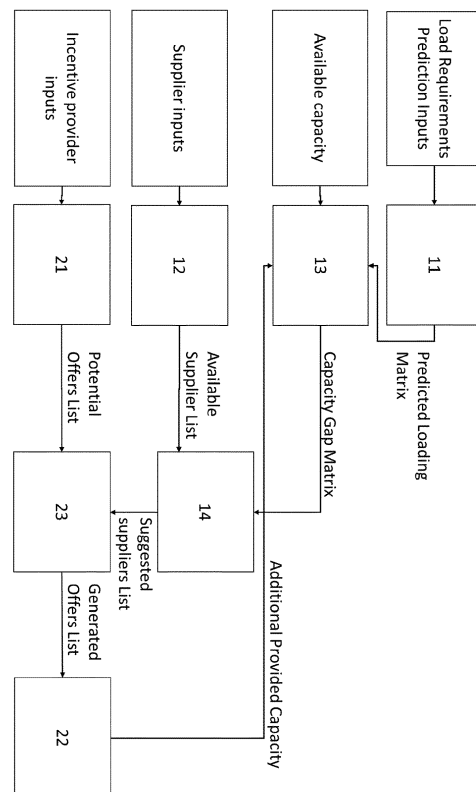 Load Requirements
Prediction Inputs
11
Predicted Loading
Matrix
Available capacity
13
Capacity Gap Matrix
Additional Provided Capacity
Supplier inputs
12
Available
Supplier List
14
Suggested
suppliers List
Incentive provider
inputs
21
Potential
Offers List
23
Generated
Offers List
22